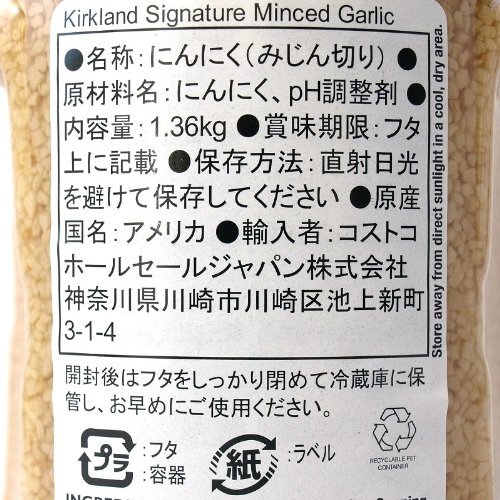 Kirkland Signature Minced Garlic
●名称:にんにく(みじん切り)●
原材料名:にんにく、pH調整剤●
内容量:1.36kg●賞味期限:フタ
上に記載●保存方法:直射日光
を避けて保存してください●原産
国名:アメリカ●輸入者:コストコ
ホールセールジャパン株式会社
神奈川県川崎市川崎区池上新町
3-1-4
Store away from direct sunlight in a cool, dry area.
開封後はフタをしっかり閉めて冷蔵庫に保
管し、お早めにご使用ください。
プラ
:フタ
:容器
紙
:ラベル
RECYCLABLE PET
CONTAINER